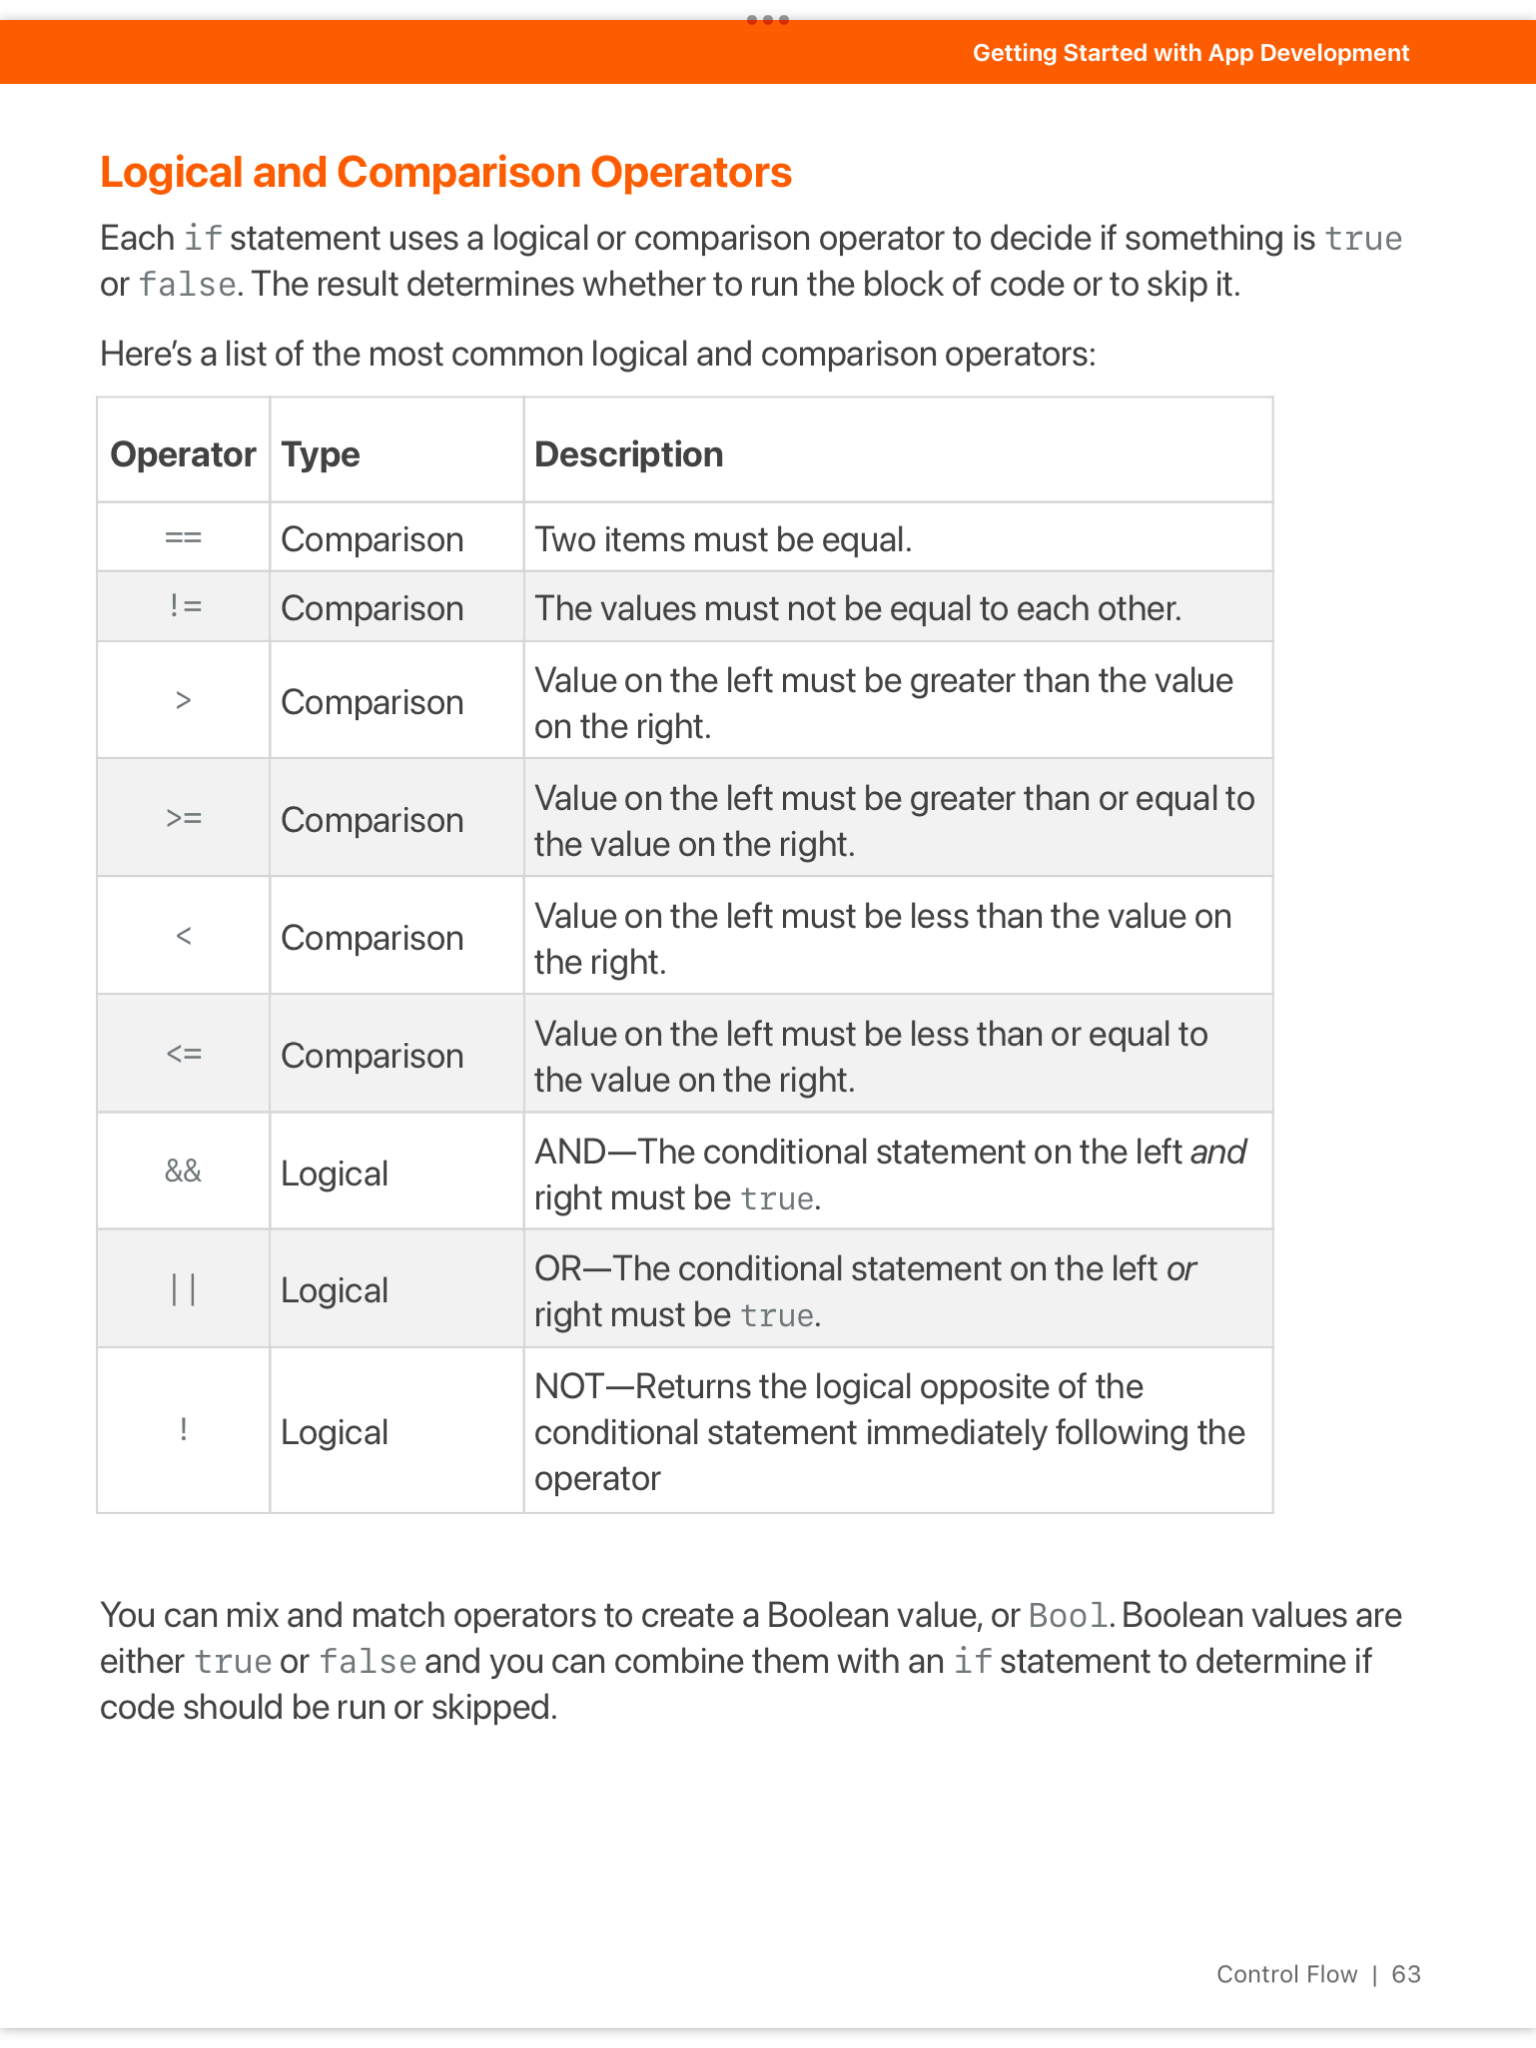 Getting Started with App Development
Logical and Comparison Operators
Each if statement uses a logical or comparison operator to decide if something is true
or false. The result determines whether to run the block of code or to skip it.
Here’s a list of the most common logical and comparison operators:
Operator Type Description
== Comparison Two items must be equal.
!= Comparison The values must not be equal to each other.
> Comparison Value on the left must be greater than the value
on the right.
>= Comparison Value on the left must be greater than or equal to
the value on the right.
< Comparison Value on the left must be less than the value on
the right.
<= Comparison Value on the left must be less than or equal to
the value on the right.
&& Logical AND—The conditional statement on the left and
right must be true.
|| Logical OR—The conditional statement on the left or
right must be true.
! Logical NOT—Returns the logical opposite of the
conditional statement immediately following the
operator
You can mix and match operators to create a Boolean value, or Bool. Boolean values are
either true or false and you can combine them with an if statement to determine if
code should be run or skipped.
Control Flow | 63